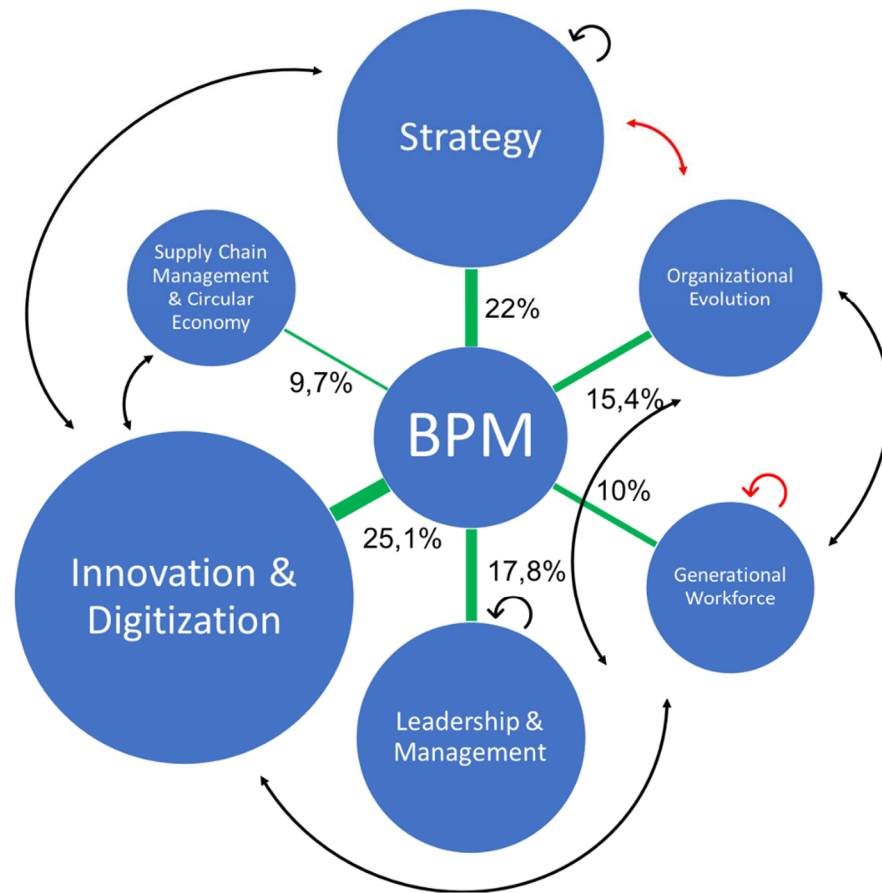 Strategy
Supply Chain
Management
& Circular
Economy
Organizational
Evolution
22%
9,7%
15,4%
BPM
10%
25,1%
17,8%
Innovation &
Digitization
Generational
Workforce
Leadership &
Management